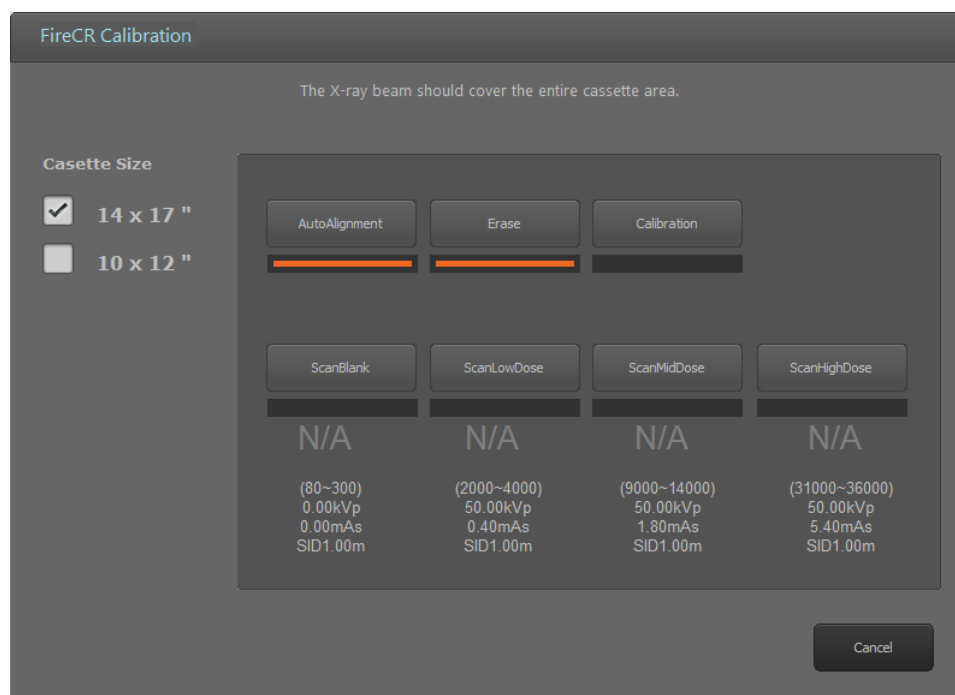 FireCR Calibration
The X-ray beam should cover the entire cassette area.
Casette Size
14 x 17 "
10 x 12 "
AutoAlignment
Erase
Calibration
ScanBlank
ScanLowDose
ScanMidDose
ScanHighDose
N/A
N/A
N/A
N/A
(80~300)
0.00kVp
0.00mAs
SID1.00m
(2000~4000)
50.00kVp
0.40mAs
SID1.00m
(9000~14000)
50.00kVp
1.80mAs
SID1.00m
(31000~36000)
50.00kVp
5.40mAs
SID1.00m
Cancel